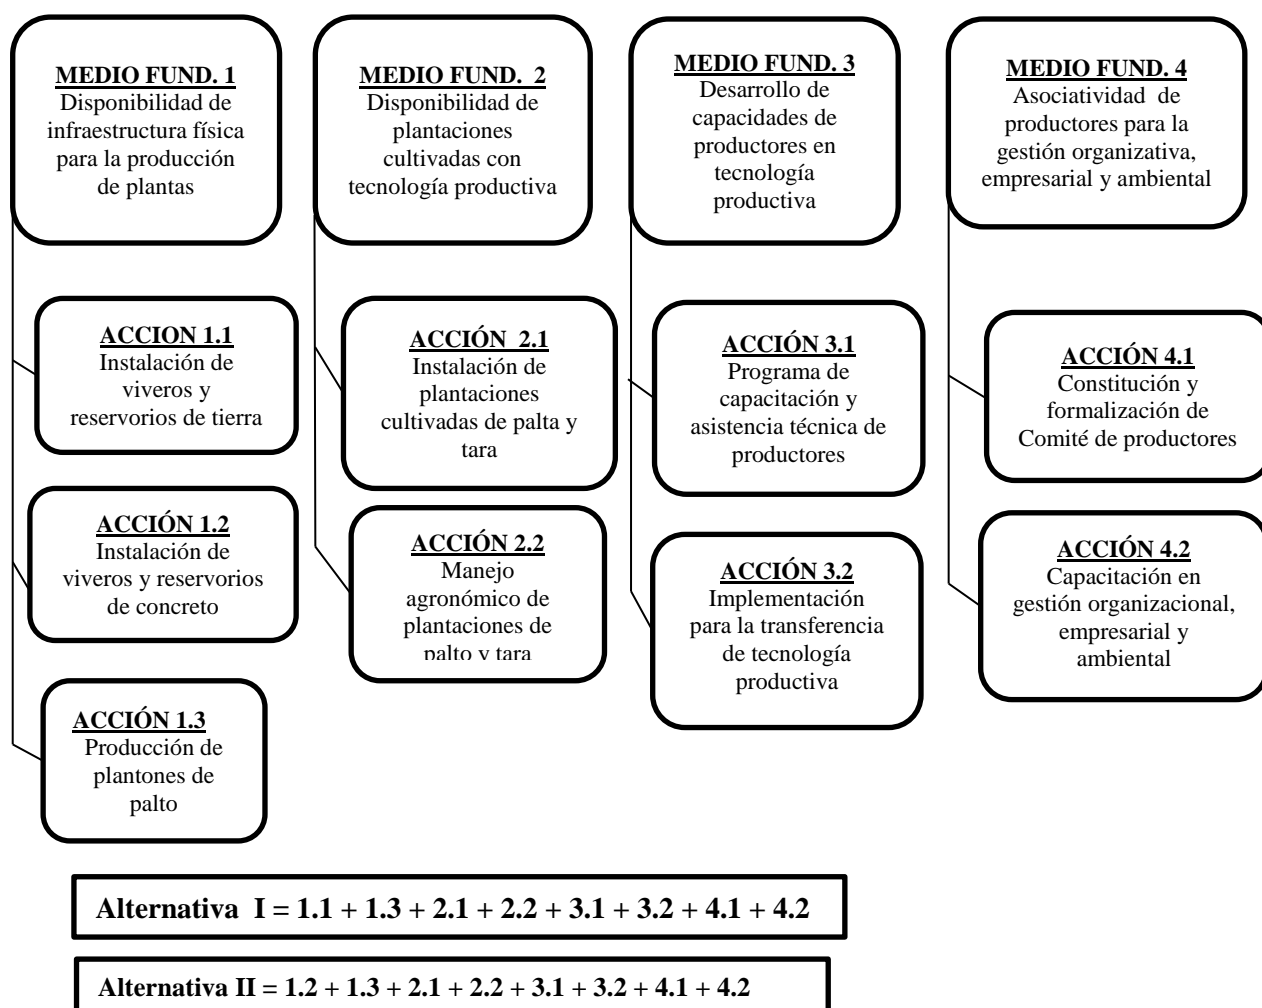 MEDIO FUND. 1
Disponibilidad de
infraestructura física
para la producción
de plantas
MEDIO FUND. 2
Disponibilidad de
plantaciones
cultivadas con
tecnología productiva
MEDIO FUND. 3
Desarrollo de
capacidades de
productores en
tecnología
productiva
MEDIO FUND. 4
Asociatividad de
productores para la
gestión organizativa,
empresarial y ambiental
ACCION 1.1
Instalación de
viveros y
reservorios de tierra
ACCIÓN 2.1
Instalación de
plantaciones
cultivadas de palta y
tara
ACCIÓN 3.1
Programa de
capacitación y
asistencia técnica de
productores
ACCIÓN 4.1
Constitución y
formalización de
Comité de productores
ACCIÓN 1.2
Instalación de
viveros y reservorios
de concreto
ACCIÓN 2.2
Manejo
agronómico de
plantaciones de
palto y tara
ACCIÓN 3.2
Implementación
para la transferencia
de tecnología
productiva
ACCIÓN 4.2
Capacitación en
gestión organizacional,
empresarial y
ambiental
ACCIÓN 1.3
Producción de
plantones de
palto
Alternativa I = 1.1 + 1.3 + 2.1 + 2.2 + 3.1 + 3.2 + 4.1 + 4.2
Alternativa II = 1.2 + 1.3 + 2.1 + 2.2 + 3.1 + 3.2 + 4.1 + 4.2